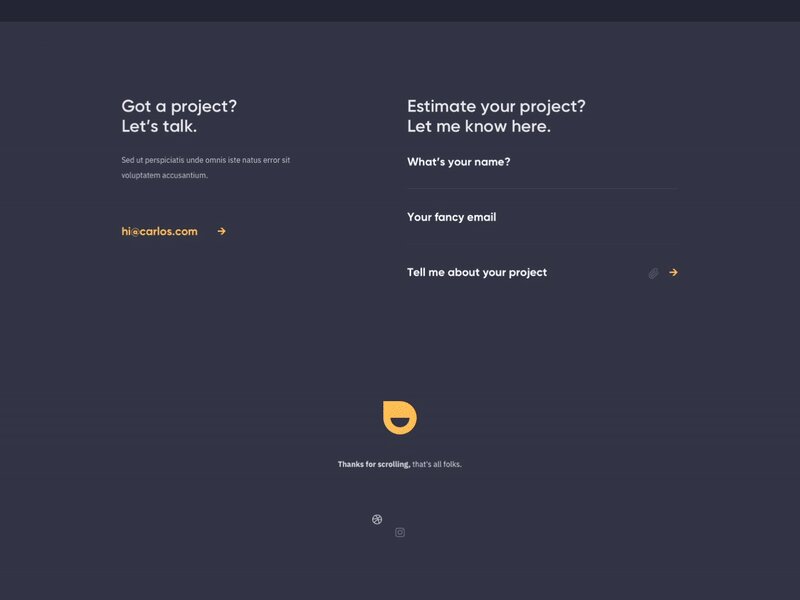 Got a project?
Let's talk.
Sed ut perspiciatis unde omnis iste natus error sit
voluptatem accusantium.
hi@carlos.com
Estimate your project?
Let me know here.
What's your name?
Your fancy email
Tell me about your project
Thanks for scrolling, that's all folks.